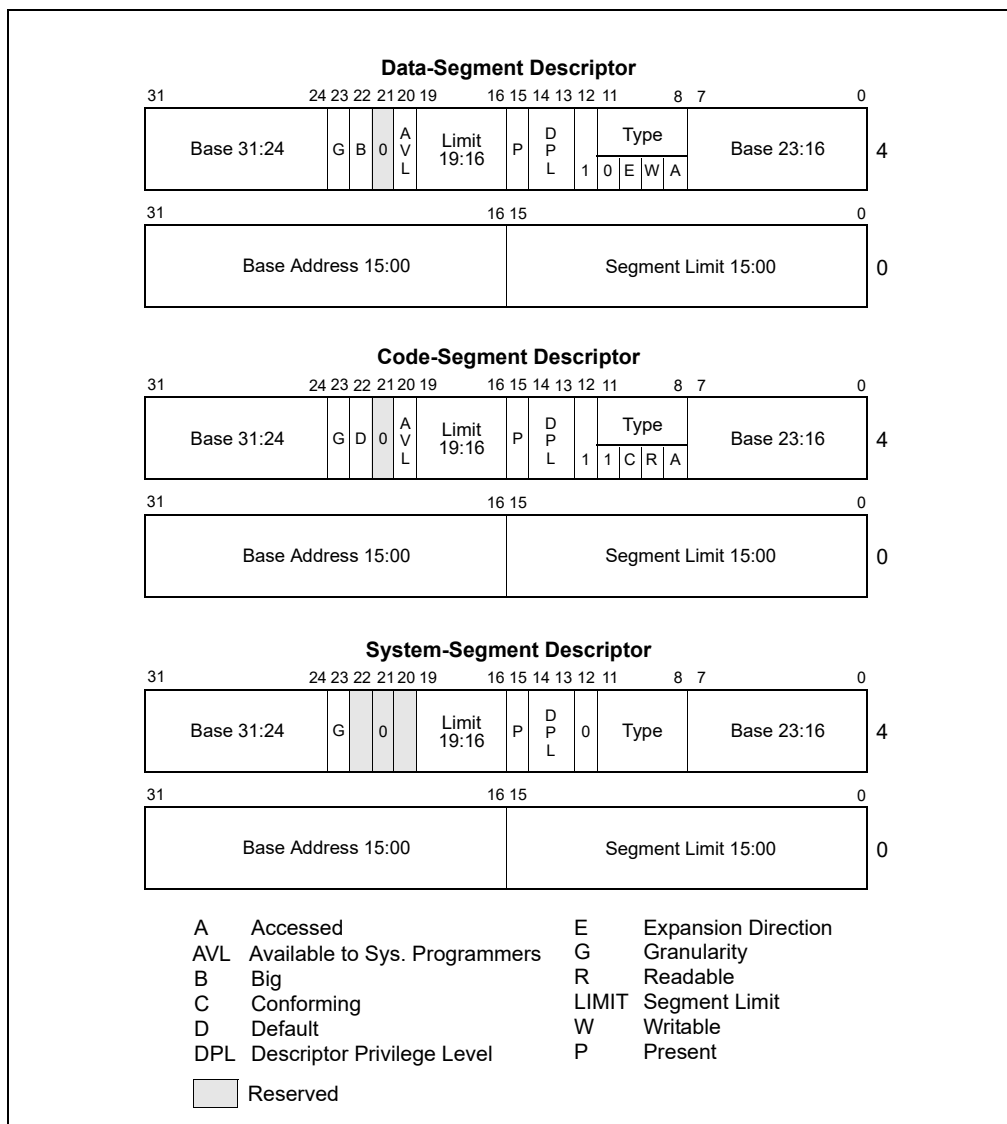 Data-Segment Descriptor
31 24 23 22 21 20 19 16 15 14 13 12 11 8 7 0
Base 31:24 G B 0 AVL Limit 19:16 P DPL 1 Type 0 E W A Base 23:16 4
31 16 15 0
Base Address 15:00 Segment Limit 15:00 0
Code-Segment Descriptor
31 24 23 22 21 20 19 16 15 14 13 12 11 8 7 0
Base 31:24 G D 0 AVL Limit 19:16 P DPL 1 Type 1 C R A Base 23:16 4
31 16 15 0
Base Address 15:00 Segment Limit 15:00 0
System-Segment Descriptor
31 24 23 22 21 20 19 16 15 14 13 12 11 8 7 0
Base 31:24 G 0 Limit 19:16 P DPL 0 Type Base 23:16 4
31 16 15 0
Base Address 15:00 Segment Limit 15:00 0
A Accessed
AVL Available to Sys. Programmers
B Big
C Conforming
D Default
DPL Descriptor Privilege Level
Reserved
E Expansion Direction
G Granularity
R Readable
LIMIT Segment Limit
W Writable
P Present